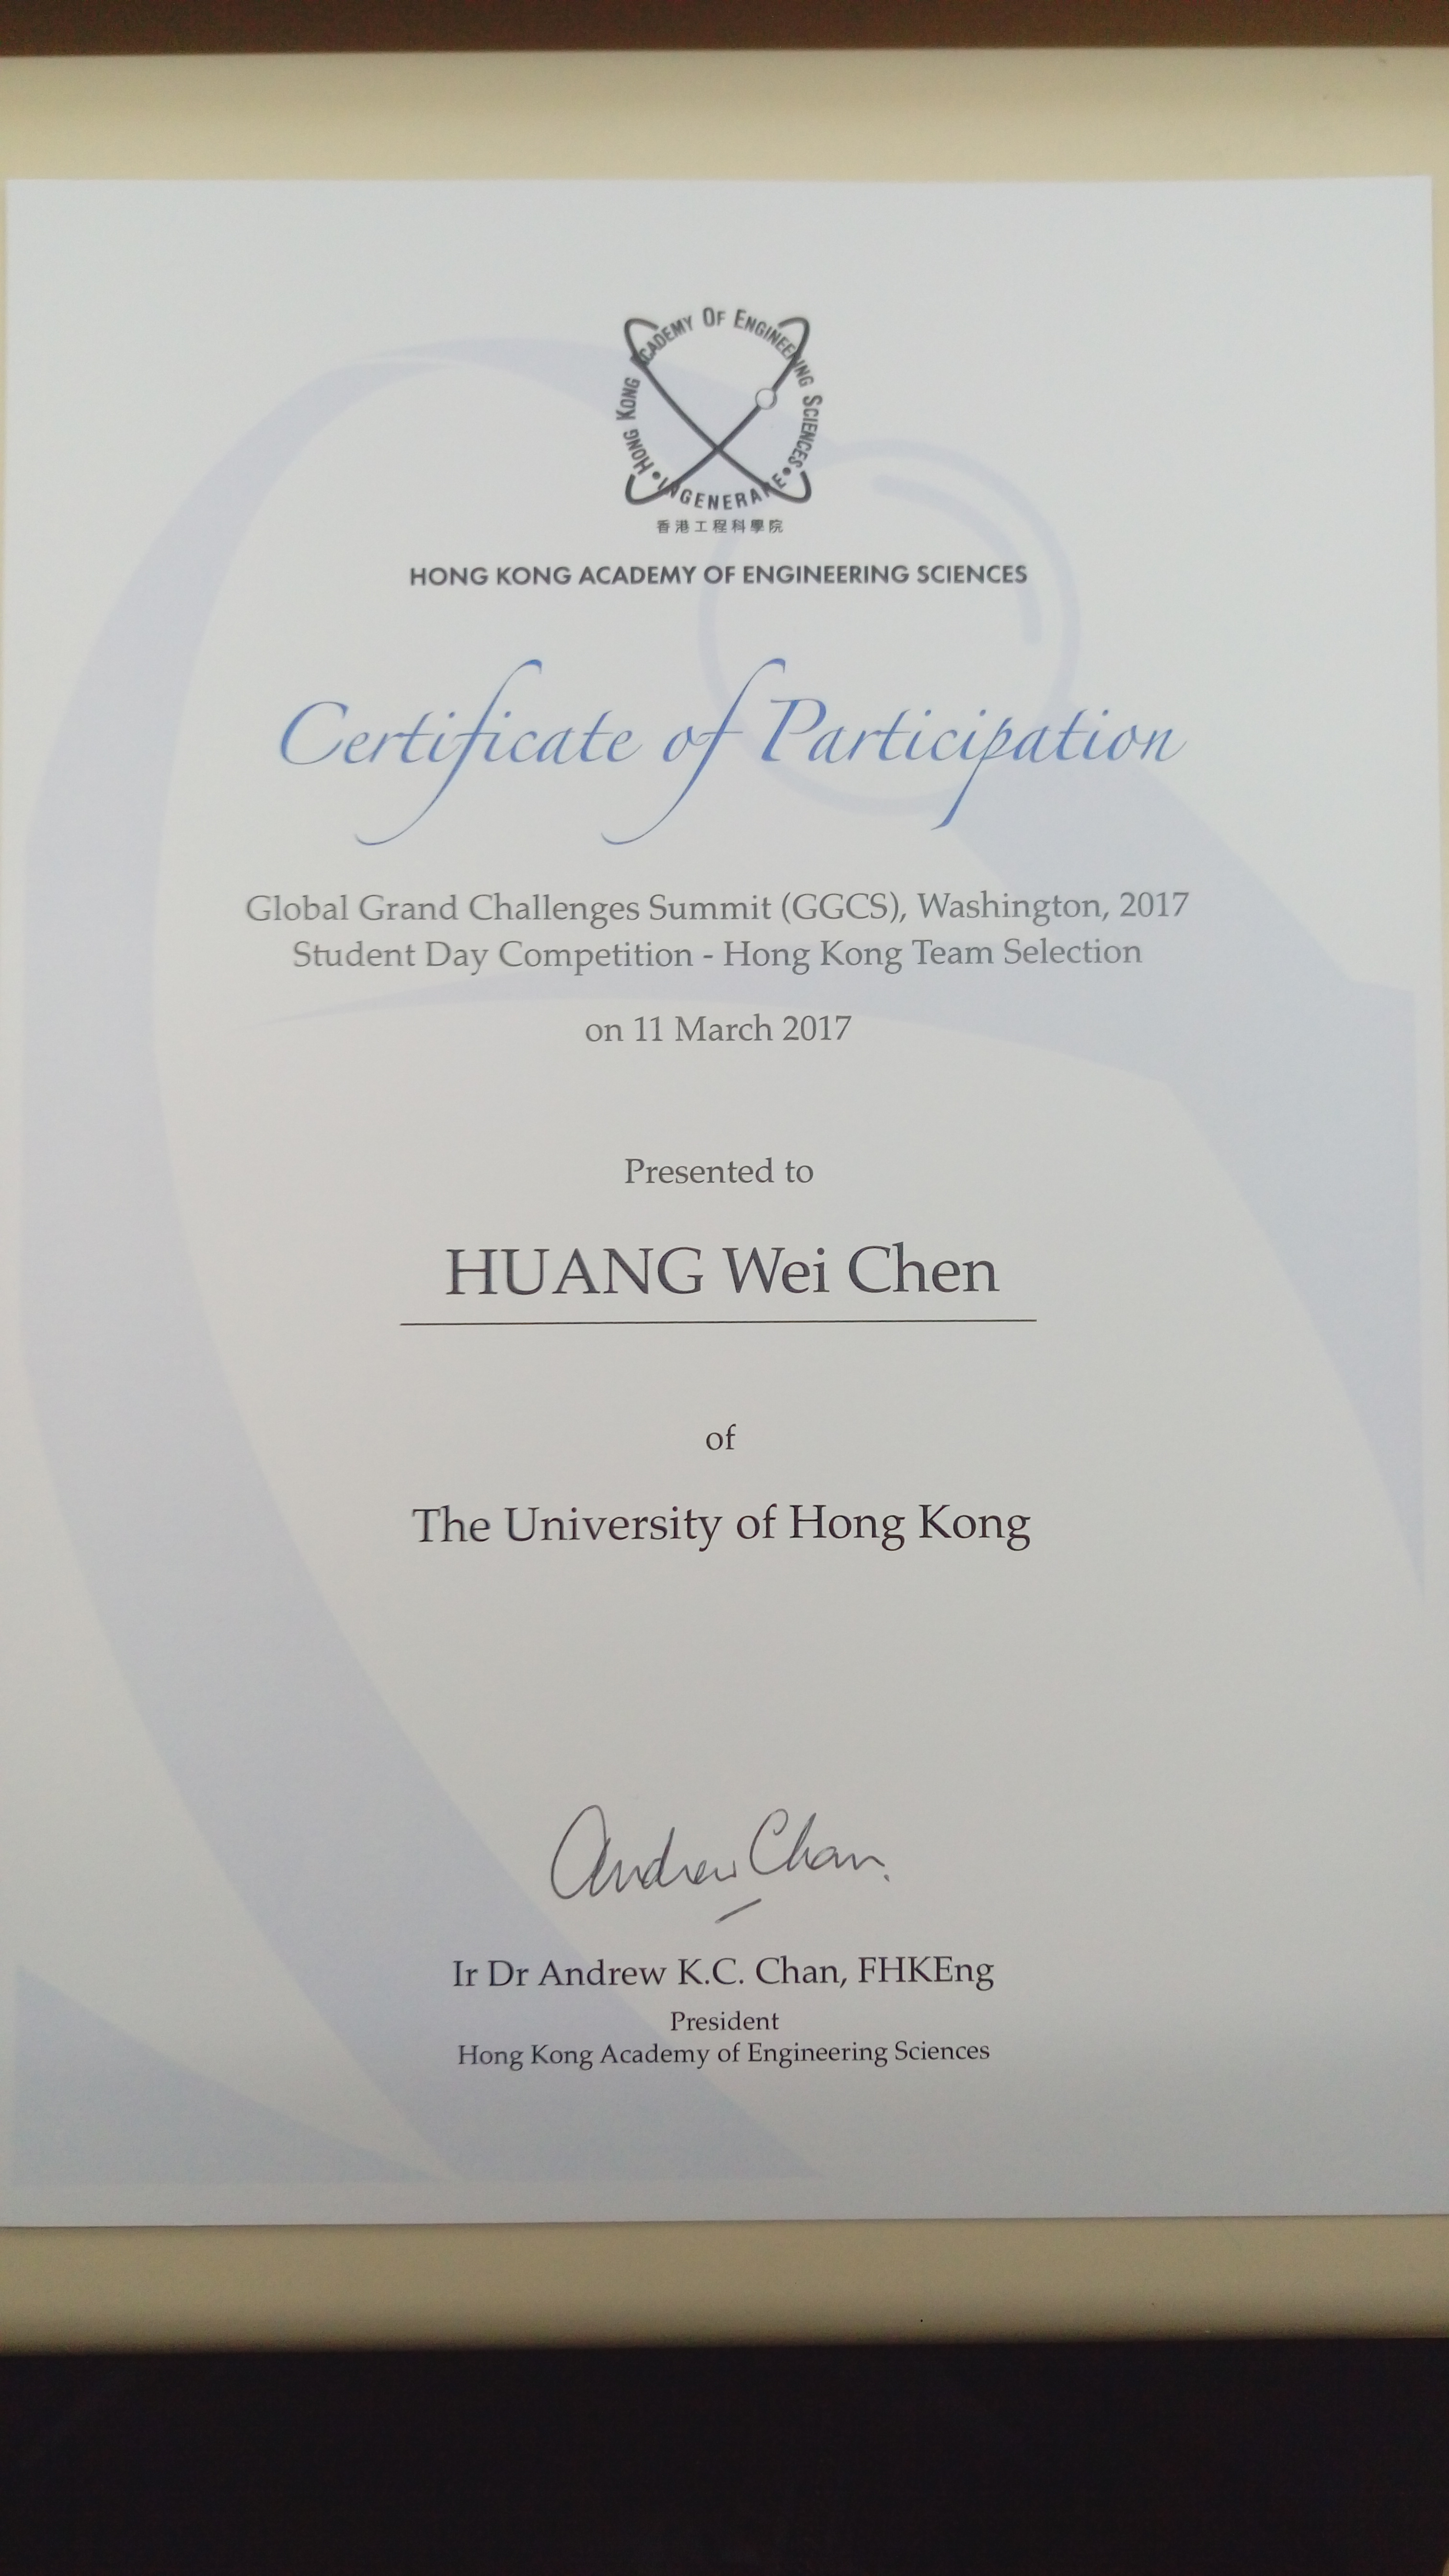 HONG KONG ACADEMY OF ENGINEERING SCIENCES • INGENERARE •
香港工程科學院
HONG KONG ACADEMY OF ENGINEERING SCIENCES
Certificate of Participation
Global Grand Challenges Summit (GGCS), Washington, 2017
Student Day Competition - Hong Kong Team Selection
on 11 March 2017
Presented to
HUANG Wei Chen
of
The University of Hong Kong
Andrew Chan.
Ir Dr Andrew K.C. Chan, FHKEng
President
Hong Kong Academy of Engineering Sciences